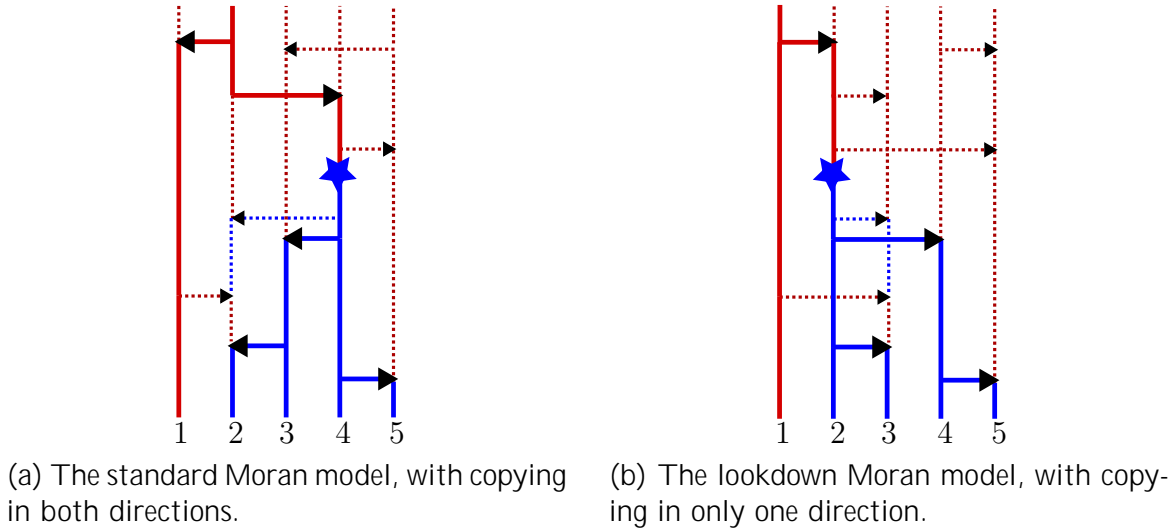 1 2 3 4 5
1 2 3 4 5
(a) The standard Moran model, with copying
in both directions.
(b) The lookdown Moran model, with copy-
ing in only one direction.